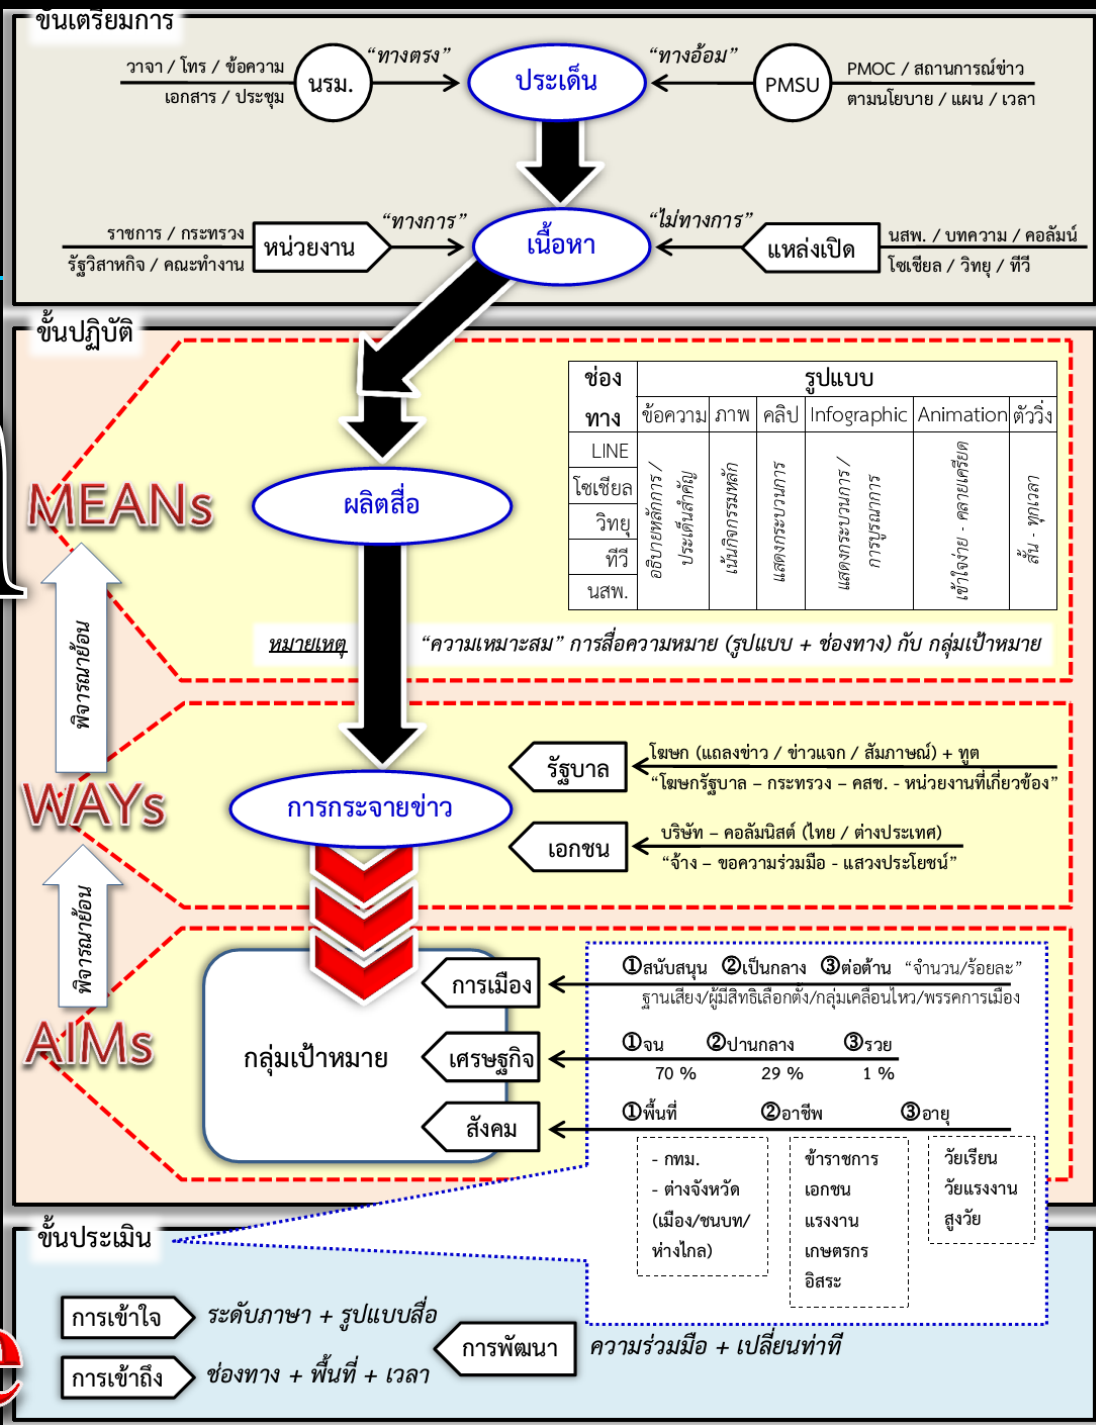 ขั้นเตรียมการ
วาจา / โทร / ข้อความ
เอกสาร / ประชุม
นรม.
“ทางตรง”
ประเด็น
“ทางอ้อม”
PMSU
PMOC / สถานการณ์ข่าว
ตามนโยบาย / แผน / เวลา
ราชการ / กระทรวง
รัฐวิสาหกิจ / คณะทำงาน
หน่วยงาน
“ทางการ”
เนื้อหา
“ไม่ทางการ”
แหล่งเปิด
นสพ. / บทความ / คอลัมน์
โซเชียล / วิทยุ / ทีวี
ขั้นปฏิบัติ
MEANs
ผลิตสื่อ
ช่อง
ทาง
รูปแบบ
ข้อความ ภาพ คลิป Infographic Animation ตัววิ่ง
LINE
โซเชียล
วิทยุ
ทีวี
นสพ.
อธิบายหลักการ /
ประเด็นสำคัญ
เน้นกิจกรรมหลัก
แสดงกระบวนการ
แสดงกระบวนการ /
การบูรณาการ
เข้าใจง่าย - คลายเครียด
สั้น - ทุกเวลา
หมายเหตุ “ความเหมาะสม” การสื่อความหมาย (รูปแบบ + ช่องทาง) กับ กลุ่มเป้าหมาย
พิจารณาย้อน
WAYs
การกระจายข่าว
รัฐบาล
โฆษก (แถลงข่าว / ข่าวแจก / สัมภาษณ์) + ทูต
“โฆษกรัฐบาล – กระทรวง – คสช. - หน่วยงานที่เกี่ยวข้อง”
เอกชน
บริษัท – คอลัมนิสต์ (ไทย / ต่างประเทศ)
“จ้าง – ขอความร่วมมือ - แสวงประโยชน์”
พิจารณาย้อน
AIMs
กลุ่มเป้าหมาย
การเมือง
①สนับสนุน ②เป็นกลาง ③ต่อต้าน “จำนวน/ร้อยละ”
ฐานเสียง/ผู้มีสิทธิเลือกตั้ง/กลุ่มเคลื่อนไหว/พรรคการเมือง
เศรษฐกิจ
①จน ②ปานกลาง ③รวย
70 % 29 % 1 %
สังคม
①พื้นที่ ②อาชีพ ③อายุ
- กทม.
- ต่างจังหวัด
(เมือง/ชนบท/
ห่างไกล)
ข้าราชการ
เอกชน
แรงงาน
เกษตรกร
อิสระ
วัยเรียน
วัยแรงงาน
สูงวัย
ขั้นประเมิน
การเข้าใจ
ระดับภาษา + รูปแบบสื่อ
การเข้าถึง
ช่องทาง + พื้นที่ + เวลา
การพัฒนา
ความร่วมมือ + เปลี่ยนท่าที
e